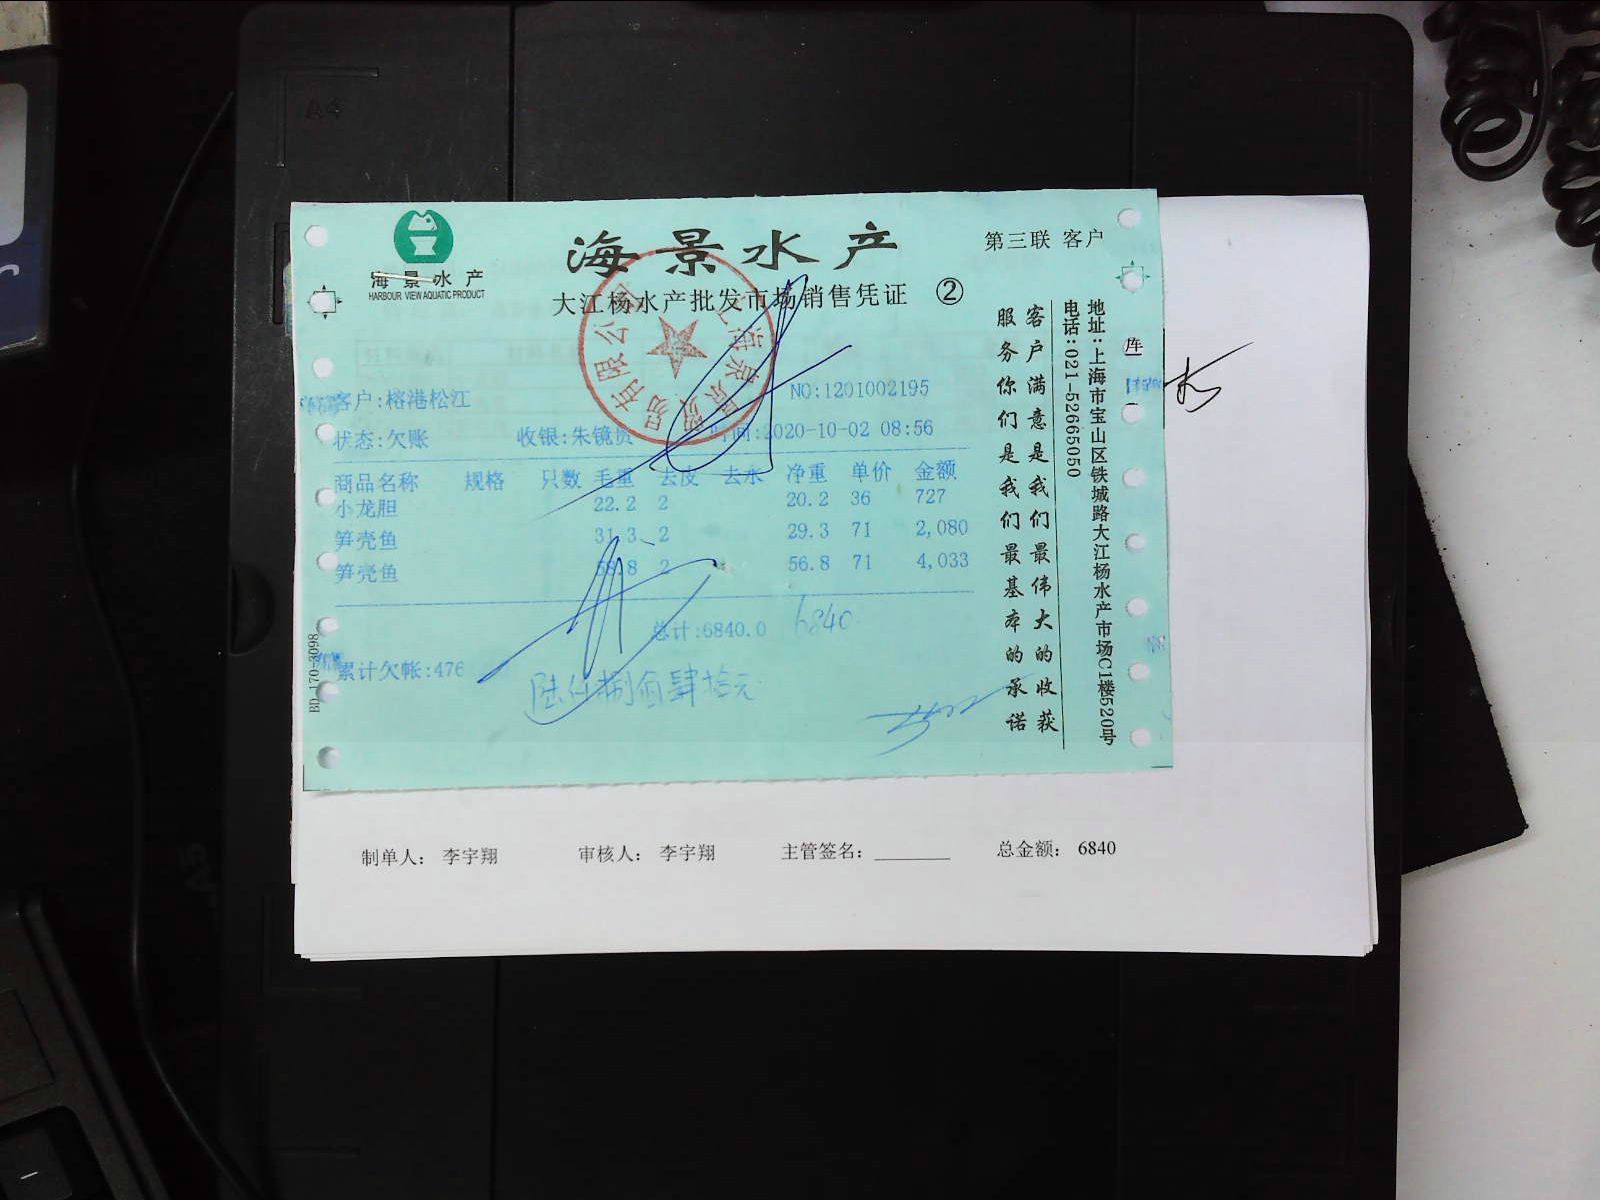 海景水产
HARBOUR VIEW AQUATIC PRODUCT
海景水产
第三联 客户
大江杨水产批发市场销售凭证 ②
客户:榕港松江
NO:1201002195
状态:欠账 收银:朱镜 时间:2020-10-02 08:56
商品名称 规格 只数 毛重 去皮 去水 净重 单价 金额
小龙胆 22.2 2 20.2 36 727
笋壳鱼 31.3 2 29.3 71 2,080
笋壳鱼 58.8 2 56.8 71 4,033
总计:6840.0 6840
累计欠帐:476
陆仟捌佰肆拾元
客户满意是我们最伟大的收获
服务你们是我们最基本的承诺
地址:上海市宝山区铁城路大江杨水产市场C1楼520号
电话:021-52665050
库
BD 170-3098
制单人: 李宇翔 审核人: 李宇翔 主管签名: 总金额: 6840
A4
A5